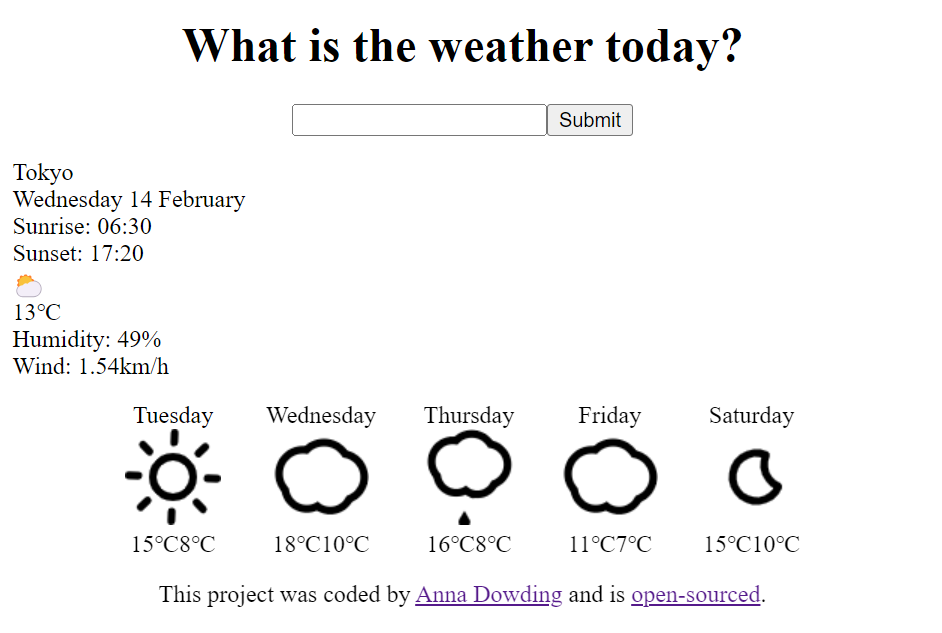 What is the weather today?
Submit
Tokyo
Wednesday 14 February
Sunrise: 06:30
Sunset: 17:20
13°C
Humidity: 49%
Wind: 1.54km/h
Tuesday Wednesday Thursday Friday Saturday
15°C8°C 18°C10°C 16°C8°C 11°C7°C 15°C10°C
This project was coded by Anna Dowding and is open-sourced.